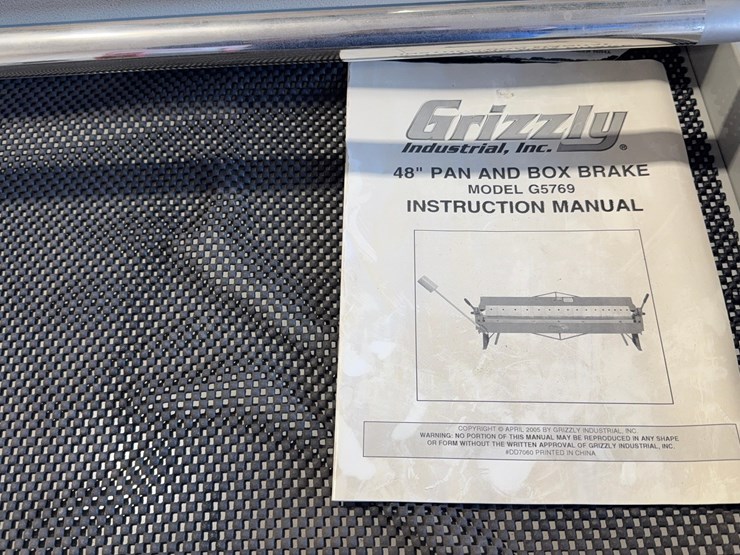 Grizzly
Industrial, Inc. ®
48" PAN AND BOX BRAKE
MODEL G5769
INSTRUCTION MANUAL
COPYRIGHT © APRIL 2005 BY GRIZZLY INDUSTRIAL, INC.
WARNING: NO PORTION OF THIS MANUAL MAY BE REPRODUCED IN ANY SHAPE
OR FORM WITHOUT THE WRITTEN APPROVAL OF GRIZZLY INDUSTRIAL, INC.
#DD7060 PRINTED IN CHINA